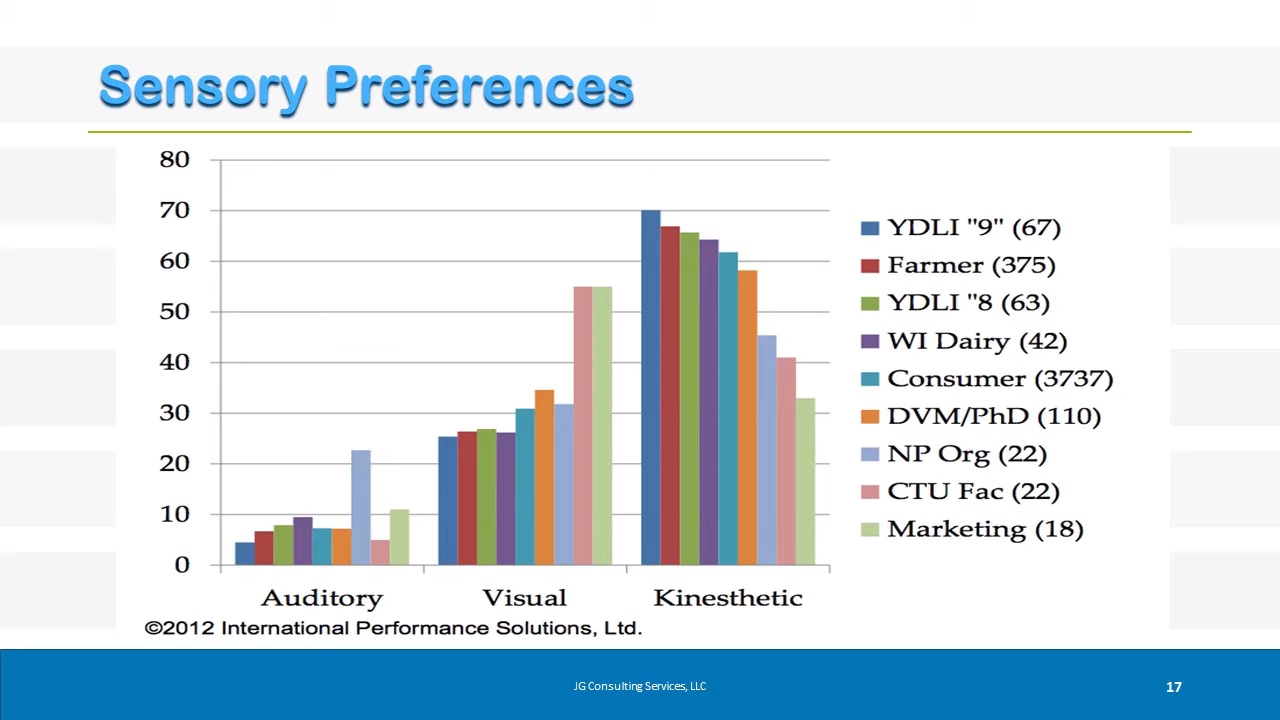 Sensory Preferences
80
70
60
50
40
30
20
10
0
Auditory Visual Kinesthetic
YDLI "9" (67)
Farmer (375)
YDLI "8 (63)
WI Dairy (42)
Consumer (3737)
DVM/PhD (110)
NP Org (22)
CTU Fac (22)
Marketing (18)
©2012 International Performance Solutions, Ltd.
JG Consulting Services, LLC
17